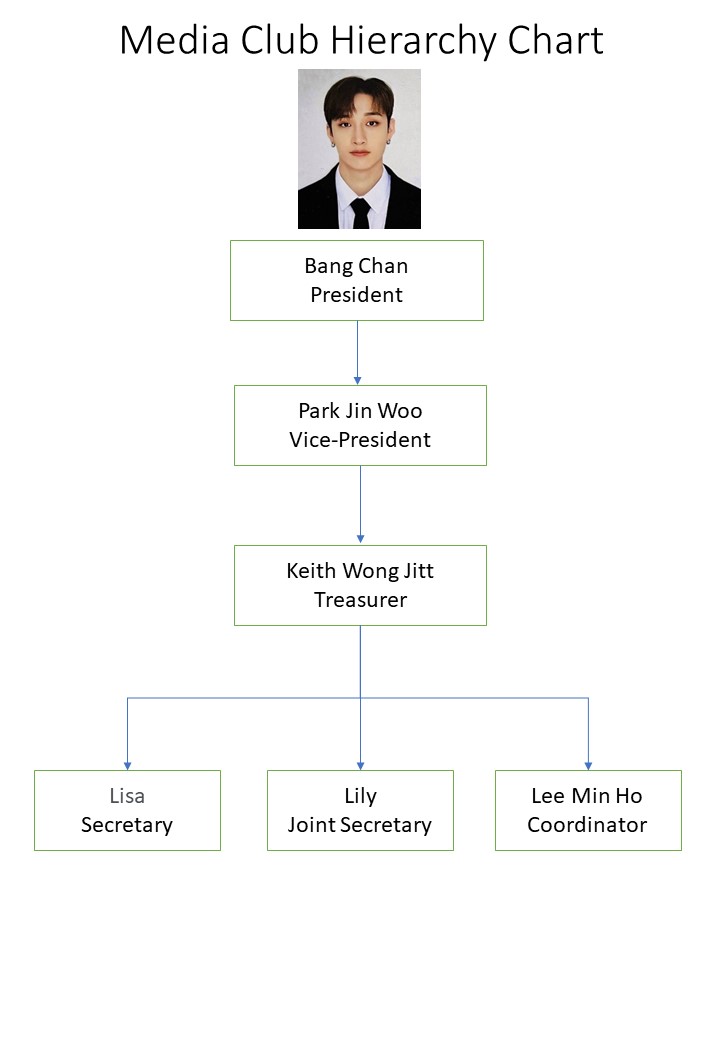 Media Club Hierarchy Chart
Bang Chan
President
Park Jin Woo
Vice-President
Keith Wong Jitt
Treasurer
Lisa
Secretary
Lily
Joint Secretary
Lee Min Ho
Coordinator